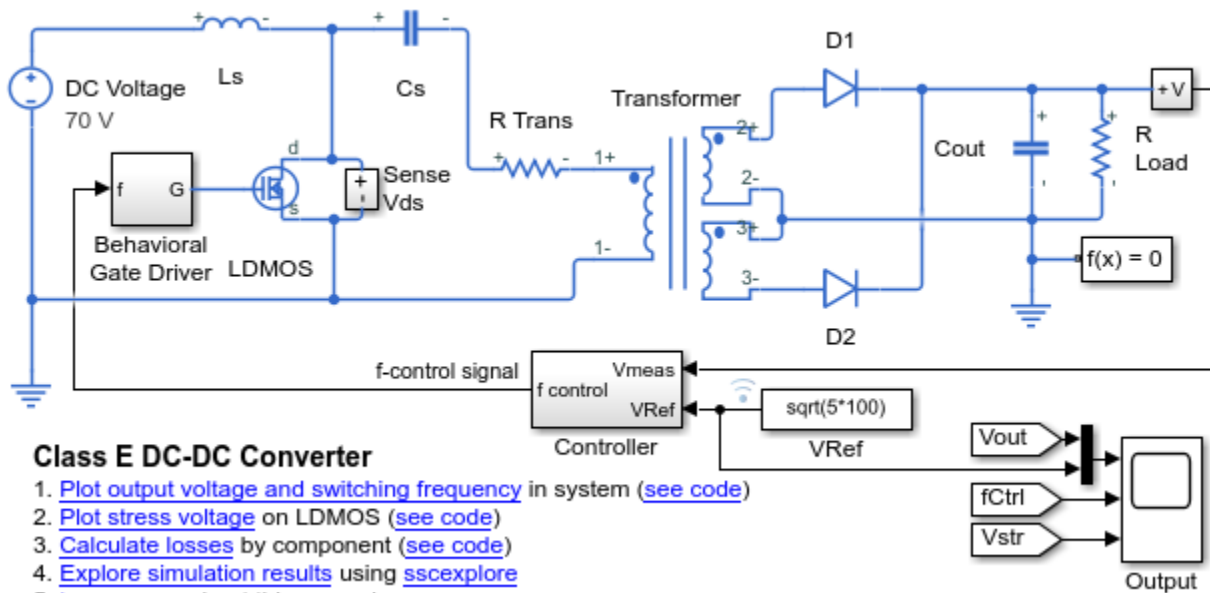 + - + - D1
DC Voltage
70 V
Ls
Cs
Transformer
R Trans
2+
+V
+ +
R
Load
Cout
d
f G
+
-
Sense
Vds
+ - 1+
2-
- -
s
3+
Behavioral
Gate Driver
LDMOS
1-
f(x) = 0
3-
D2
f-control signal
Vmeas
f control
VRef
sqrt(5*100)
Controller
VRef
Vout
fCtrl
Vstr
Output
Class E DC-DC Converter
1. Plot output voltage and switching frequency in system (see code)
2. Plot stress voltage on LDMOS (see code)
3. Calculate losses by component (see code)
4. Explore simulation results using sscexplore